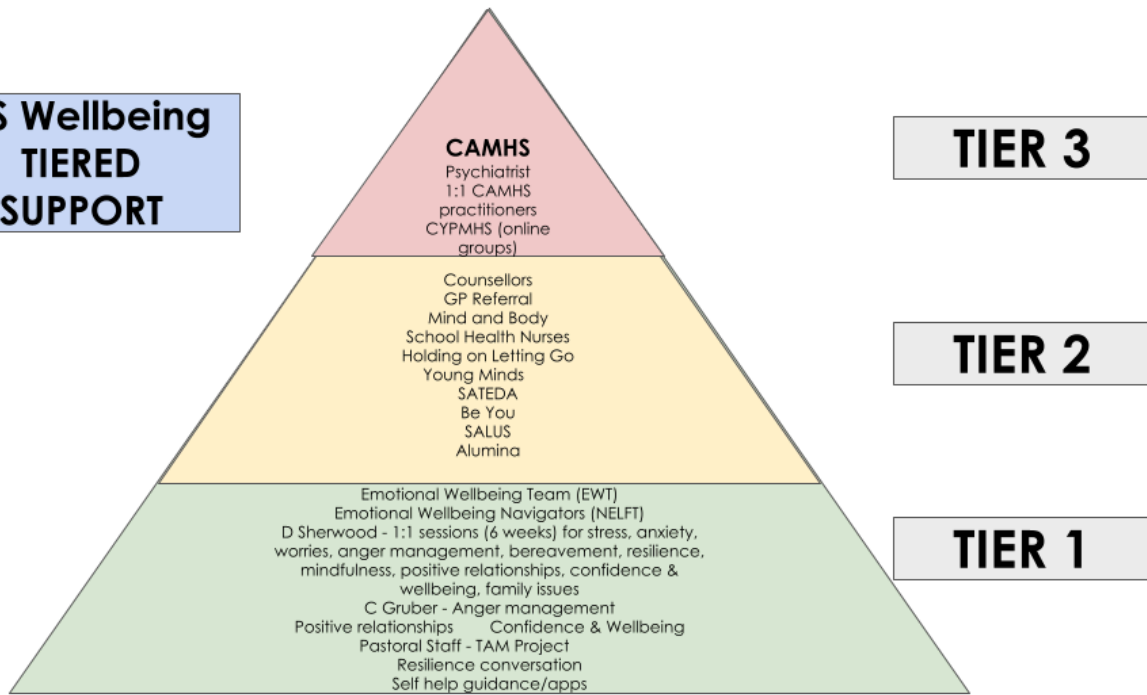 S Wellbeing
TIERED
SUPPORT
CAMHS
Psychiatrist
1:1 CAMHS
practitioners
CYPMHS (online
groups)
TIER 3
Counsellors
GP Referral
Mind and Body
School Health Nurses
Holding on Letting Go
Young Minds
SATEDA
Be You
SALUS
Alumina
TIER 2
Emotional Wellbeing Team (EWT)
Emotional Wellbeing Navigators (NELFT)
D Sherwood - 1:1 sessions (6 weeks) for stress, anxiety,
worries, anger management, bereavement, resilience,
mindfulness, positive relationships, confidence &
wellbeing, family issues
C Gruber - Anger management
Positive relationships Confidence & Wellbeing
Pastoral Staff - TAM Project
Resilience conversation
Self help guidance/apps
TIER 1